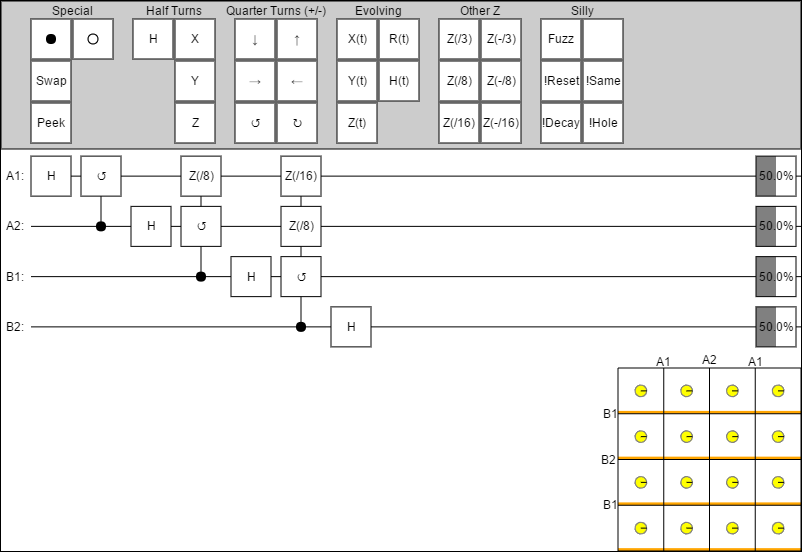 Special Half Turns Quarter Turns (+/-) Evolving Other Z Silly
H X ↓ ↑ X(t) R(t) Z(/3) Z(-/3) Fuzz
Swap Y → ← Y(t) H(t) Z(/8) Z(-/8) !Reset !Same
Peek Z ↺ ↻ Z(t) Z(/16) Z(-/16) !Decay !Hole
A1: H ↺ Z(/8) Z(/16) 50.0%
A2: H ↺ Z(/8) 50.0%
B1: H ↺ 50.0%
B2: H 50.0%
A1 A2 A1
B1
B2
B1